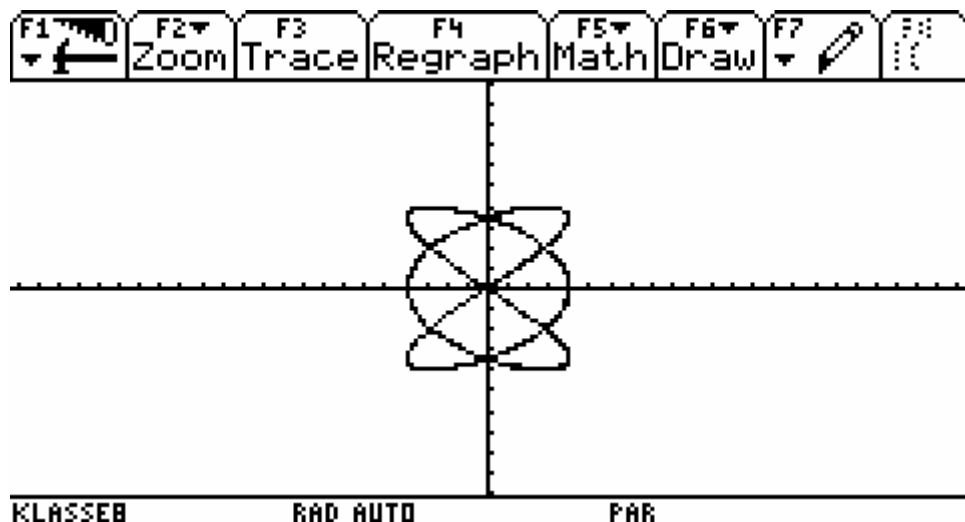 F1 F2 F3 F4 F5 F6 F7
Zoom Trace Regraph Math Draw
KLASSE8 RAD AUTO PAR